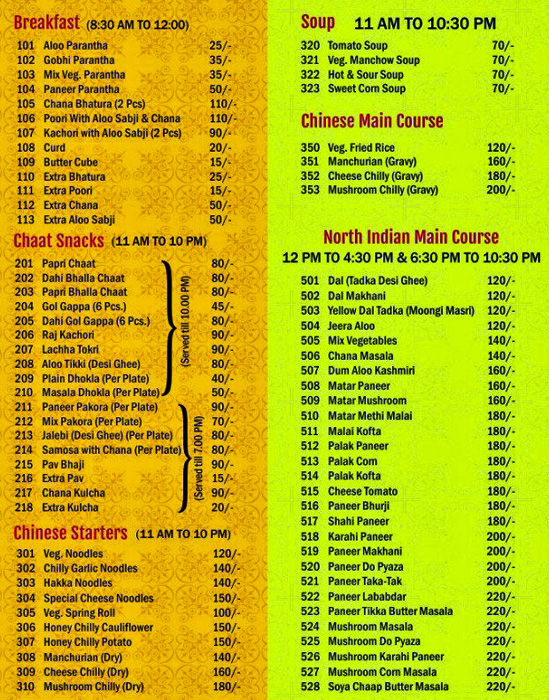 Breakfast (8:30 AM TO 12:00)
101 Aloo Parantha 25/-
102 Gobhi Parantha 35/-
103 Mix Veg. Parantha 35/-
104 Paneer Parantha 50/-
105 Chana Bhatura (2 Pcs) 110/-
106 Poori With Aloo Sabji & Chana 110/-
107 Kachori with Aloo Sabji (2 Pcs) 90/-
108 Curd 20/-
109 Butter Cube 15/-
110 Extra Bhatura 25/-
111 Extra Poori 15/-
112 Extra Chana 50/-
113 Extra Aloo Sabji 50/-
Chaat Snacks (11 AM TO 10 PM)
201 Papri Chaat 80/-
202 Dahi Bhalla Chaat 80/-
203 Papri Bhalla Chaat 80/-
204 Gol Gappa (6 Pcs.) 45/-
205 Dahi Gol Gappa (6 Pcs.) 80/-
206 Raj Kachori 90/-
207 Lachha Tokri 90/-
208 Aloo Tikki (Desi Ghee) 80/-
209 Plain Dhokla (Per Plate) 40/-
210 Masala Dhokla (Per Plate) 50/-
(Served till 10.00 PM)
211 Paneer Pakora (Per Plate) 90/-
212 Mix Pakora (Per Plate) 70/-
213 Jalebi (Desi Ghee) (Per Plate) 80/-
214 Samosa with Chana (Per Plate) 80/-
215 Pav Bhaji 90/-
216 Extra Pav 15/-
217 Chana Kulcha 90/-
218 Extra Kulcha 20/-
(Served till 7.00 PM)
Chinese Starters (11 AM TO 10 PM)
301 Veg. Noodles 120/-
302 Chilly Garlic Noodles 140/-
303 Hakka Noodles 140/-
304 Special Cheese Noodles 150/-
305 Veg. Spring Roll 100/-
306 Honey Chilly Cauliflower 150/-
307 Honey Chilly Potato 150/-
308 Manchurian (Dry) 140/-
309 Cheese Chilly (Dry) 160/-
310 Mushroom Chilly (Dry) 180/-
Soup 11 AM TO 10:30 PM
320 Tomato Soup 70/-
321 Veg. Manchow Soup 70/-
322 Hot & Sour Soup 70/-
323 Sweet Corn Soup 70/-
Chinese Main Course
350 Veg. Fried Rice 120/-
351 Manchurian (Gravy) 160/-
352 Cheese Chilly (Gravy) 180/-
353 Mushroom Chilly (Gravy) 200/-
North Indian Main Course
12 PM TO 4:30 PM & 6:30 PM TO 10:30 PM
501 Dal (Tadka Desi Ghee) 120/-
502 Dal Makhani 120/-
503 Yellow Dal Tadka (Moongl Masri) 120/-
504 Jeera Aloo 120/-
505 Mix Vegetables 140/-
506 Chana Masala 140/-
507 Dum Aloo Kashmiri 160/-
508 Matar Paneer 160/-
509 Matar Mushroom 160/-
510 Matar Methi Malai 180/-
511 Malai Kofta 180/-
512 Palak Paneer 180/-
513 Palak Corn 180/-
514 Palak Kofta 180/-
515 Cheese Tomato 180/-
516 Paneer Bhurji 180/-
517 Shahi Paneer 180/-
518 Karahi Paneer 200/-
519 Paneer Makhani 200/-
520 Paneer Do Pyaza 200/-
521 Paneer Taka-Tak 200/-
522 Paneer Lababdar 220/-
523 Paneer Tikka Butter Masala 220/-
524 Mushroom Masala 220/-
525 Mushroom Do Pyaza 220/-
526 Mushroom Karahi Paneer 220/-
527 Mushroom Corn Masala 220/-
528 Soya Chaap Butter Masala 220/-